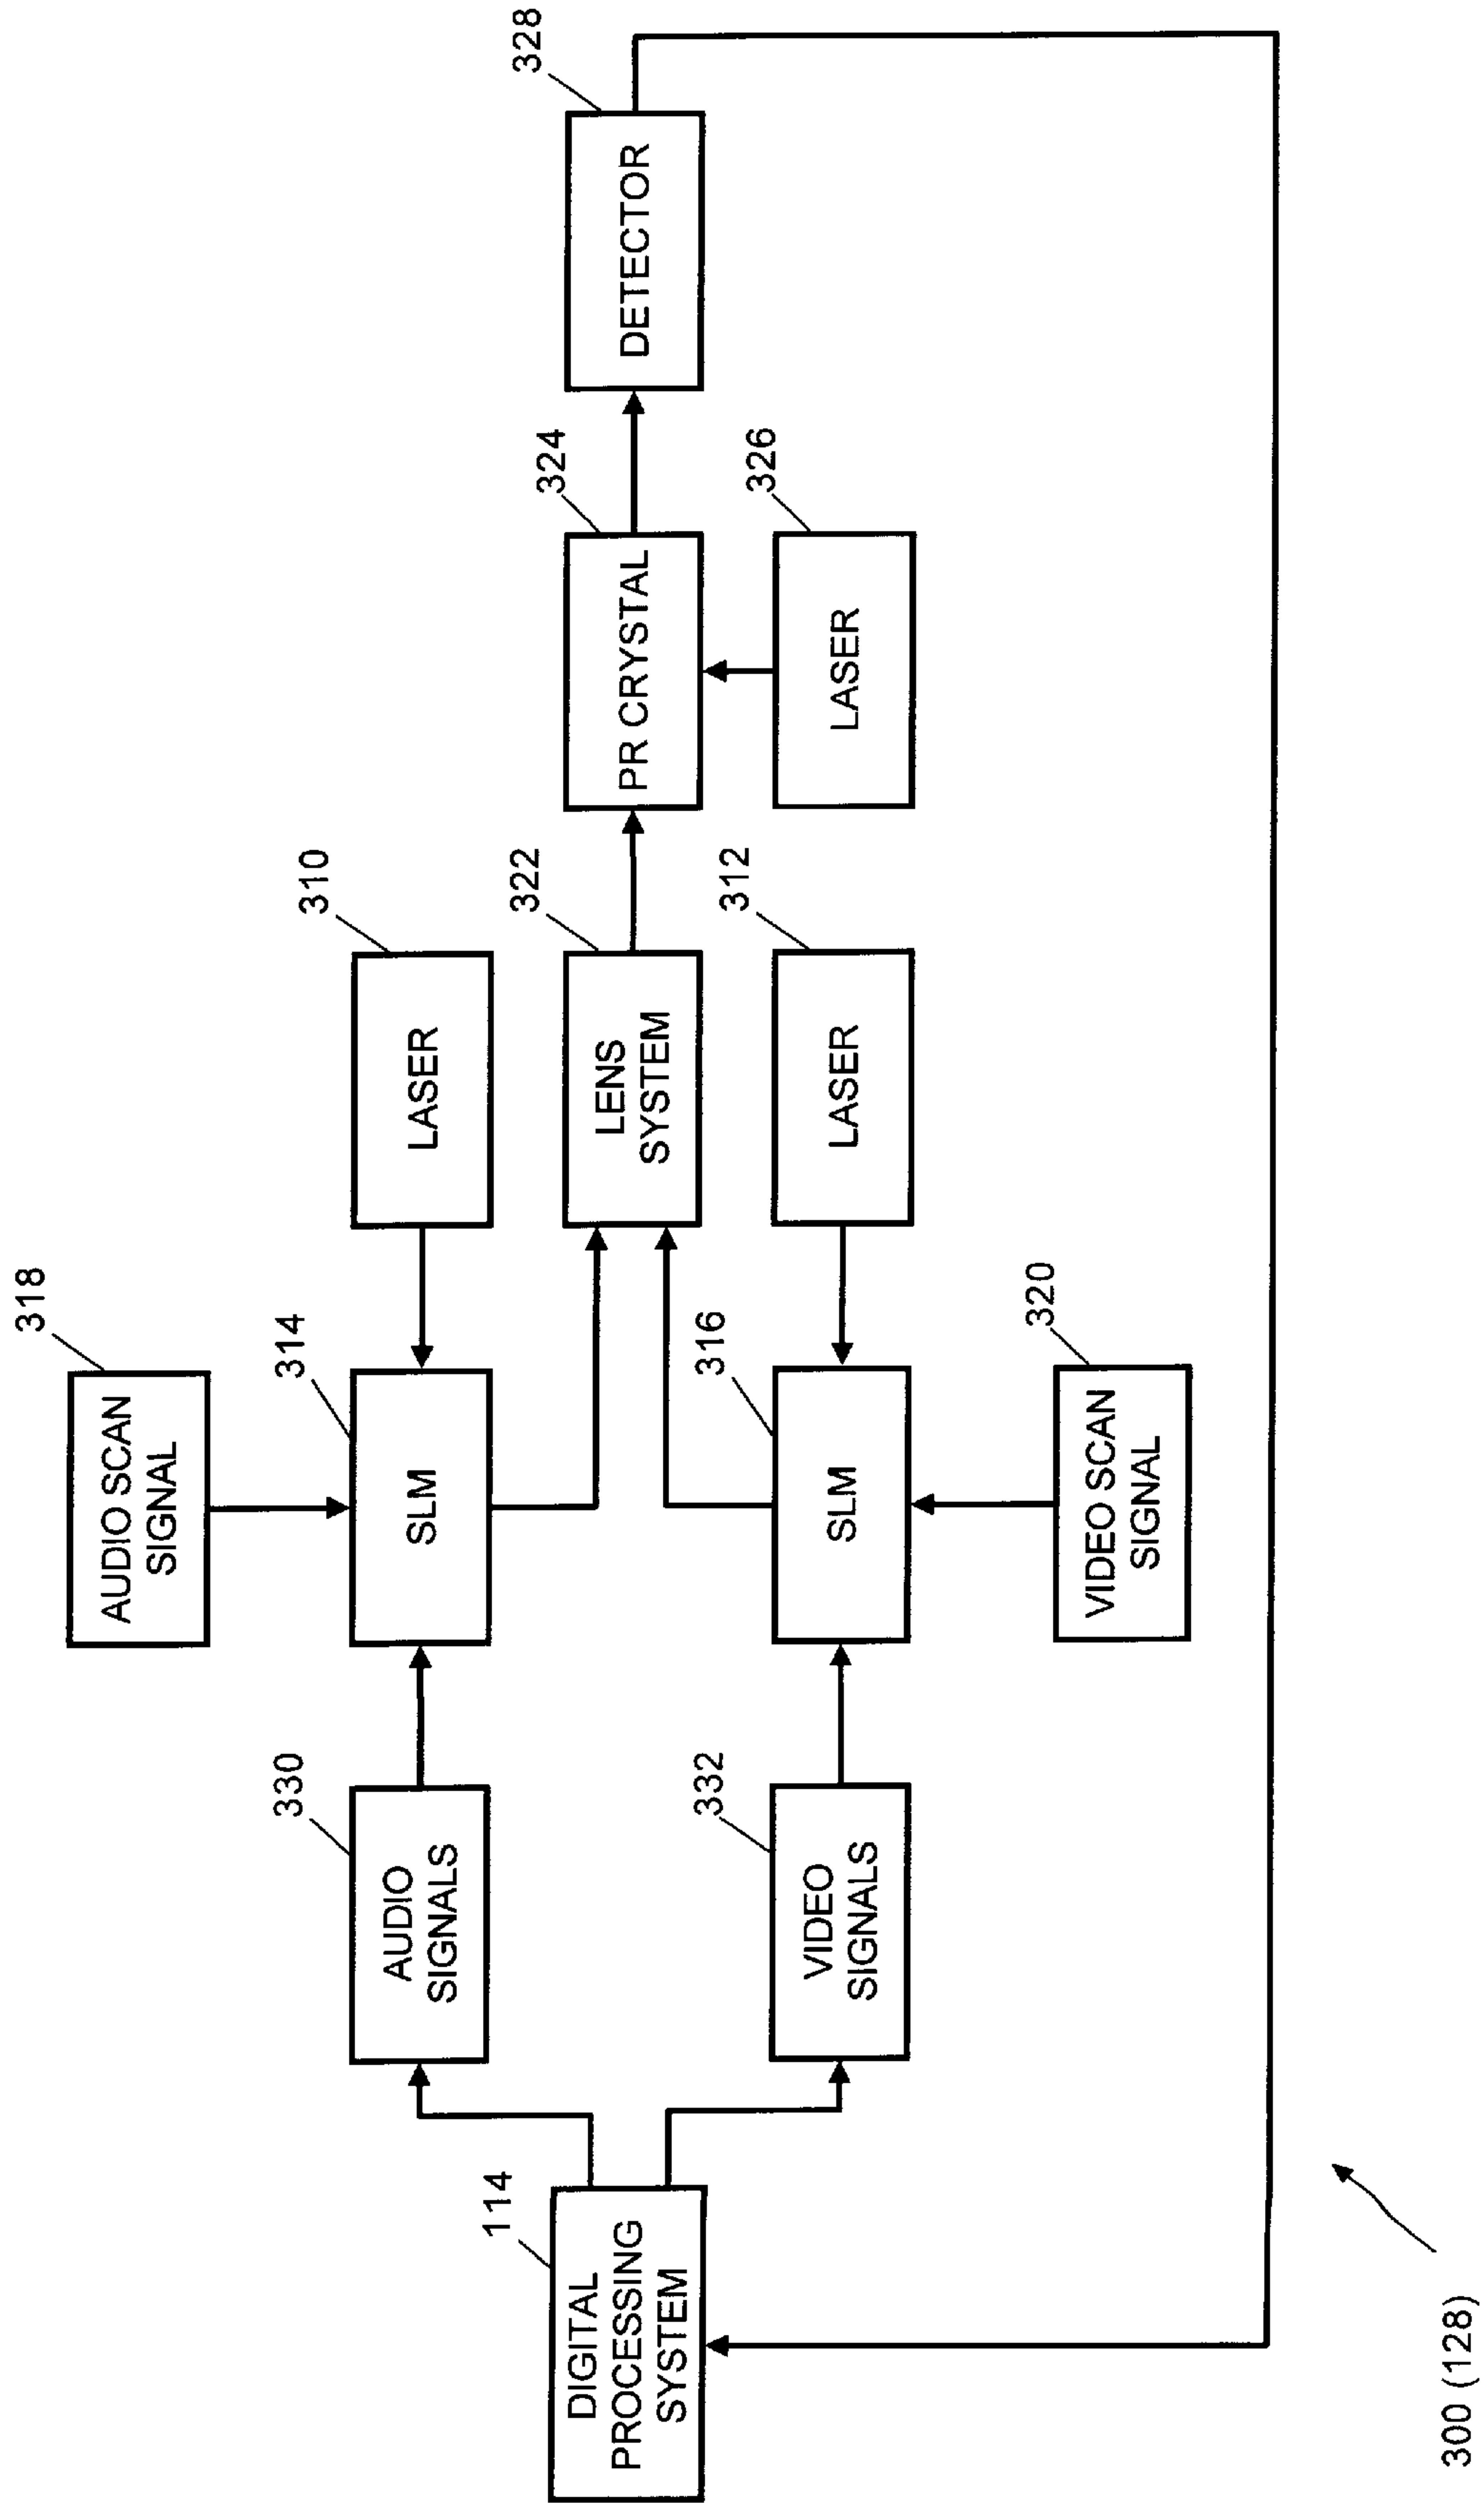 318
AUDIO SCAN
SIGNAL
330
AUDIO
SIGNALS
314
SLM
310
LASER
114
DIGITAL
PROCESSING
SYSTEM
322
LENS
SYSTEM
324
PR CRYSTAL
328
DETECTOR
332
VIDEO
SIGNALS
316
SLM
312
LASER
326
LASER
320
VIDEO SCAN
SIGNAL
300 (128)